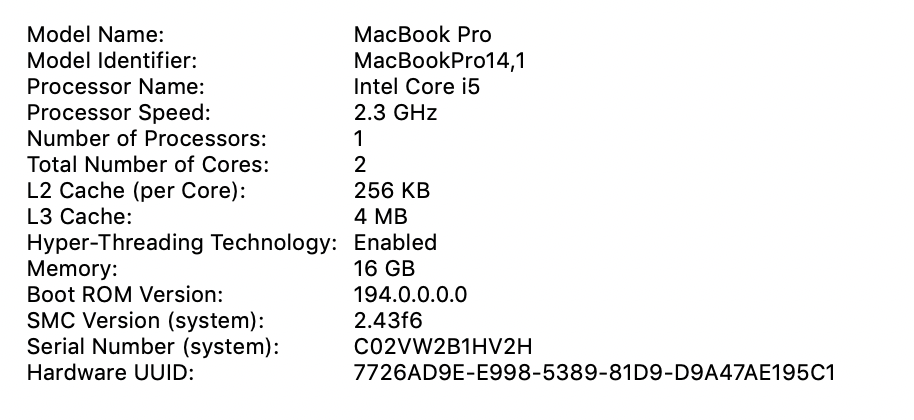 Model Name: MacBook Pro
Model Identifier: MacBookPro14,1
Processor Name: Intel Core i5
Processor Speed: 2.3 GHz
Number of Processors: 1
Total Number of Cores: 2
L2 Cache (per Core): 256 KB
L3 Cache: 4 MB
Hyper-Threading Technology: Enabled
Memory: 16 GB
Boot ROM Version: 194.0.0.0.0
SMC Version (system): 2.43f6
Serial Number (system): C02VW2B1HV2H
Hardware UUID: 7726AD9E-E998-5389-81D9-D9A47AE195C1